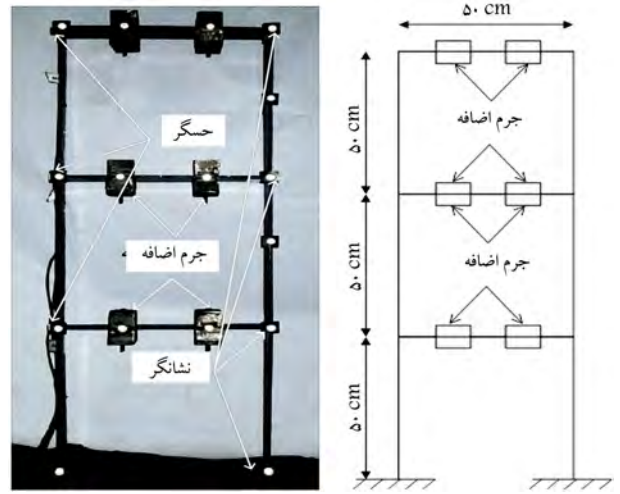 حسگر
جرم اضافه
نشانگر
۵۰ cm
جرم اضافه
جرم اضافه
۵۰ cm
۵۰ cm
۵۰ cm